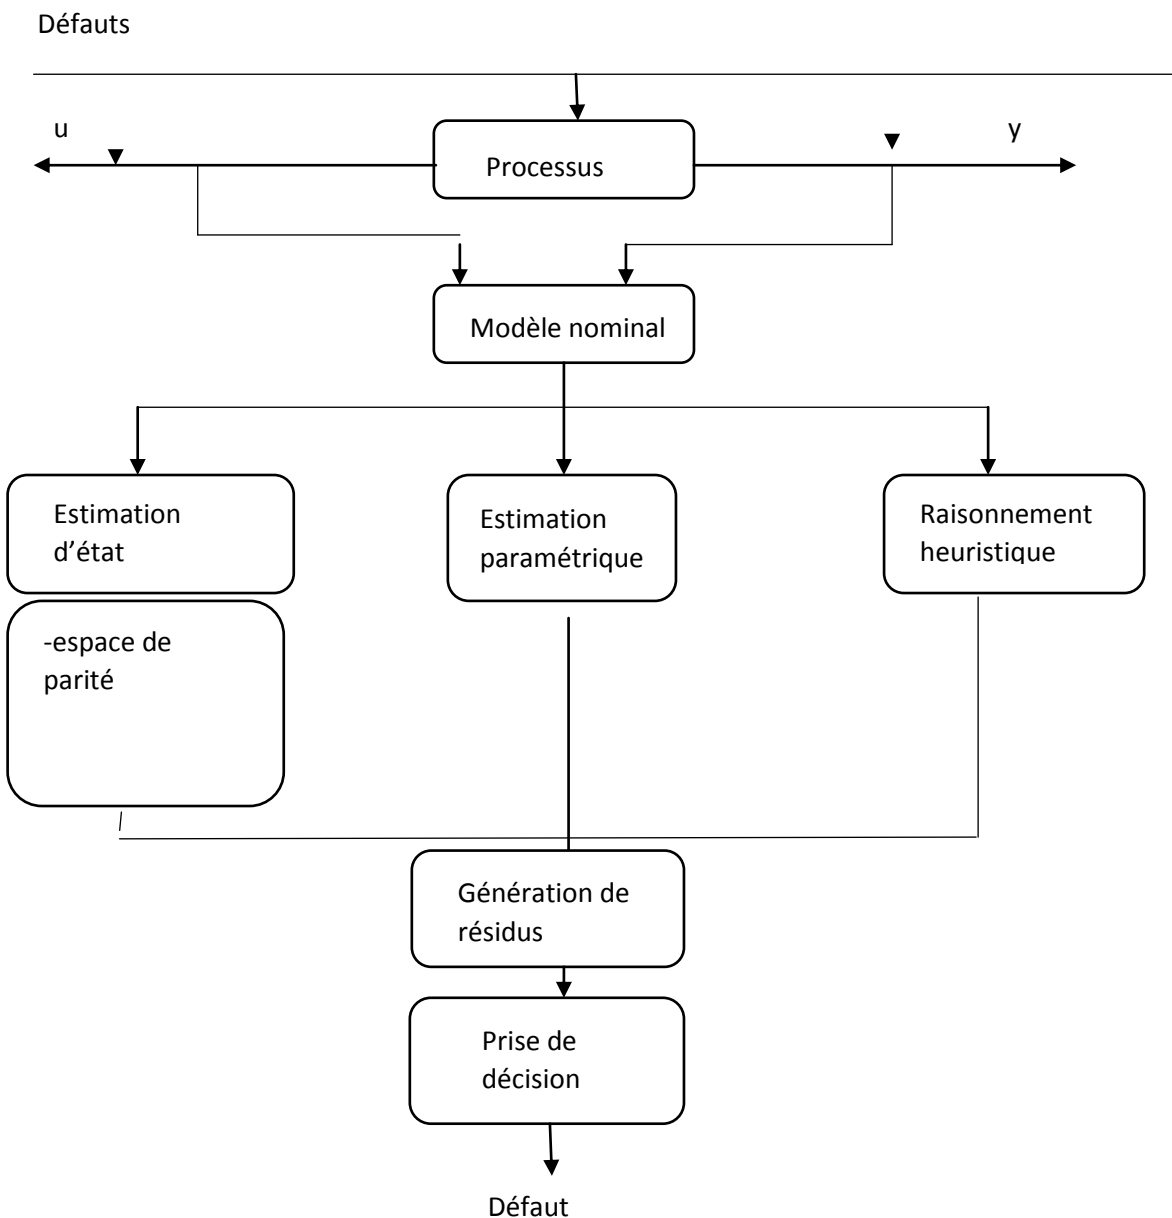 Défauts
u
y
Processus
Modèle nominal
Estimation
d’état
Estimation
paramétrique
Raisonnement
heuristique
-espace de
parité
Génération de
résidus
Prise de
décision
Défaut